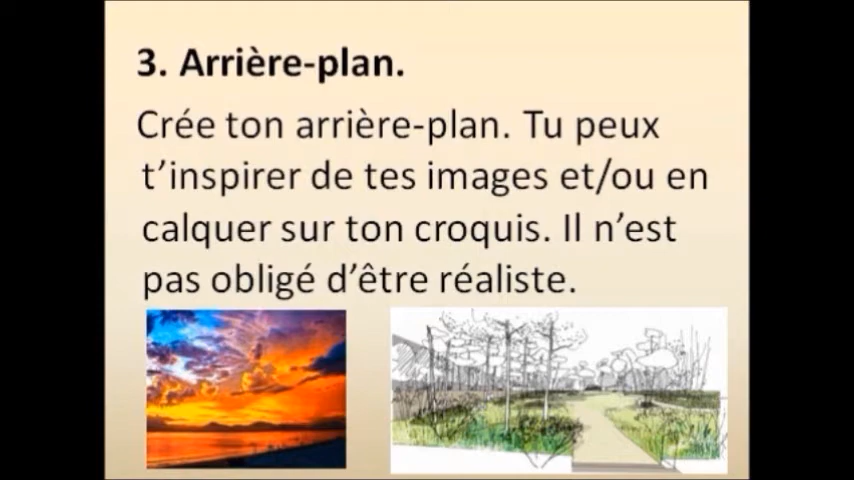 3. Arrière-plan.
Crée ton arrière-plan. Tu peux
t’inspirer de tes images et/ou en
calquer sur ton croquis. Il n’est
pas obligé d’être réaliste.